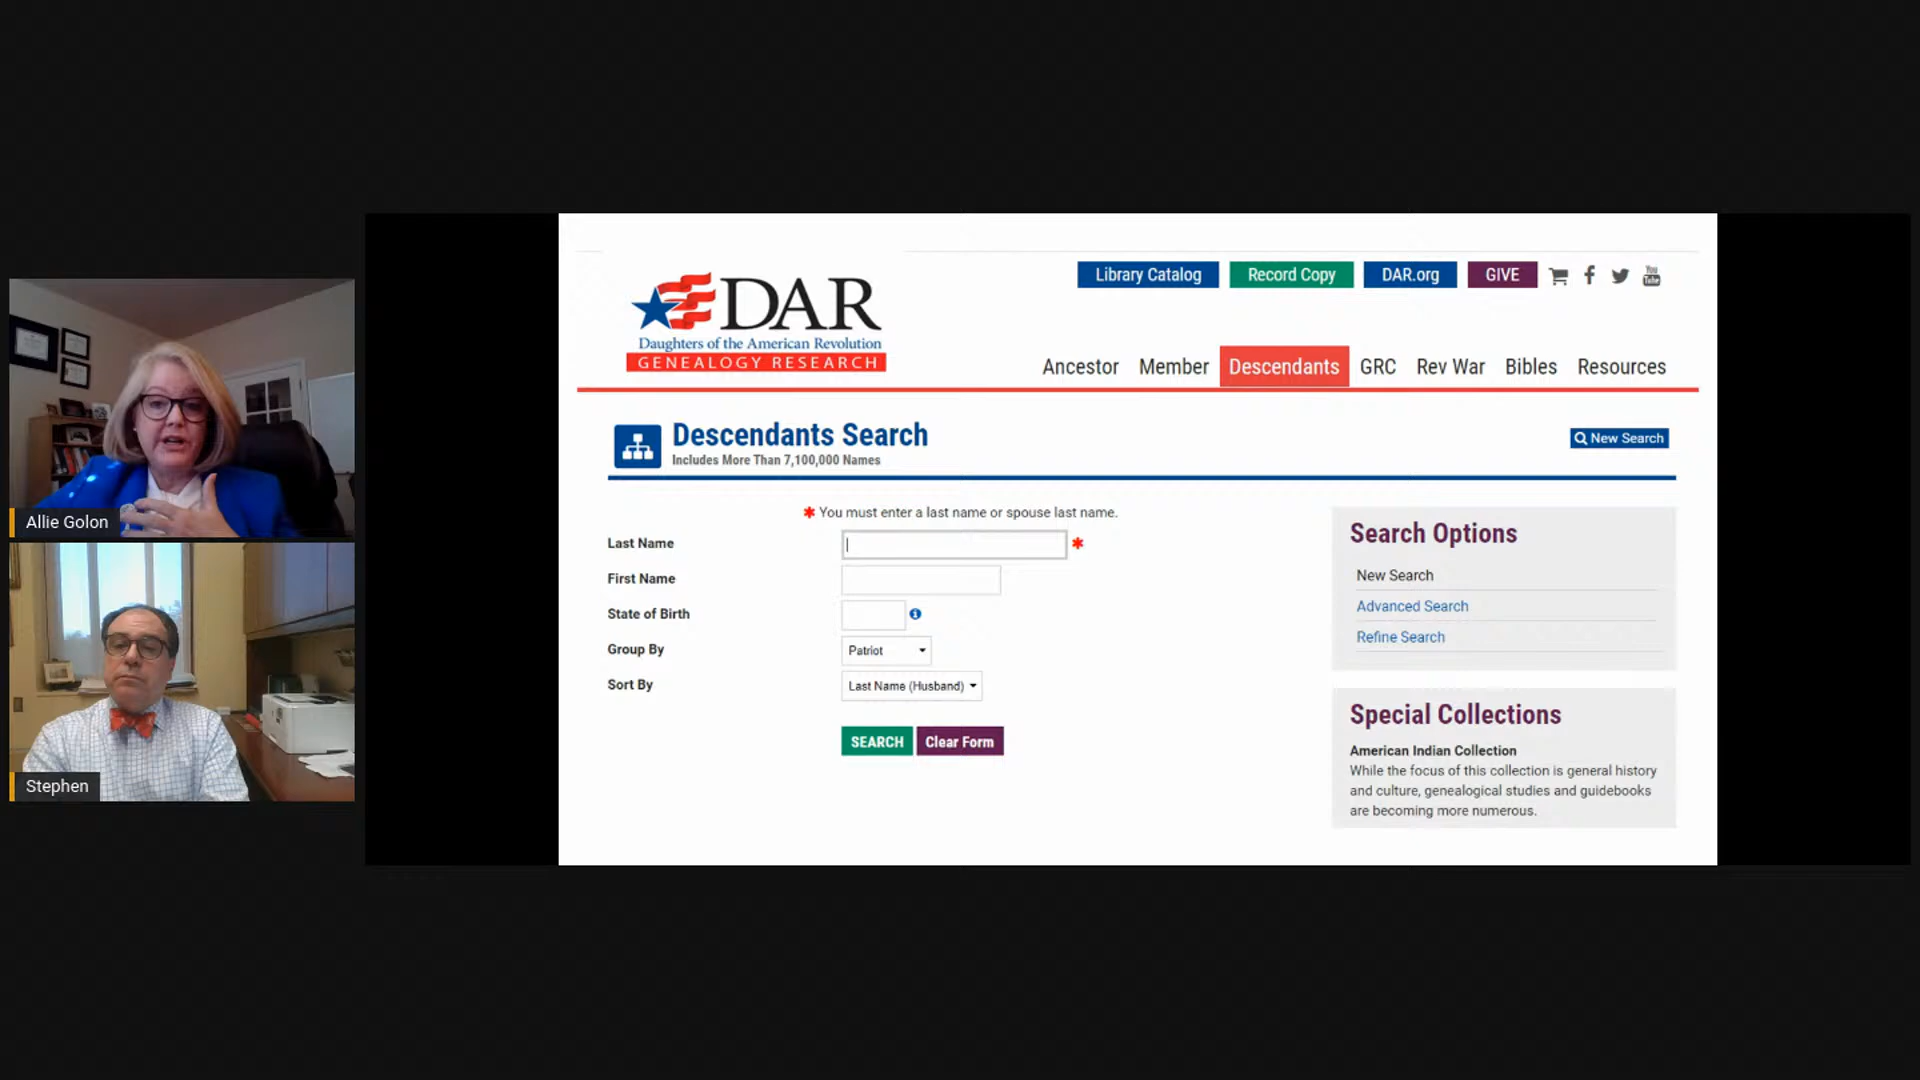 Allie Golon
Stephen
DAR
Daughters of the American Revolution
GENEALOGY RESEARCH
Library Catalog
Record Copy
DAR.org
GIVE
You Tube
Ancestor
Member
Descendants
GRC
Rev War
Bibles
Resources
Descendants Search
Includes More Than 7,100,000 Names
New Search
* You must enter a last name or spouse last name.
Last Name *
First Name
State of Birth
Group By Patriot
Sort By Last Name (Husband)
SEARCH Clear Form
Search Options
New Search
Advanced Search
Refine Search
Special Collections
American Indian Collection
While the focus of this collection is general history
and culture, genealogical studies and guidebooks
are becoming more numerous.